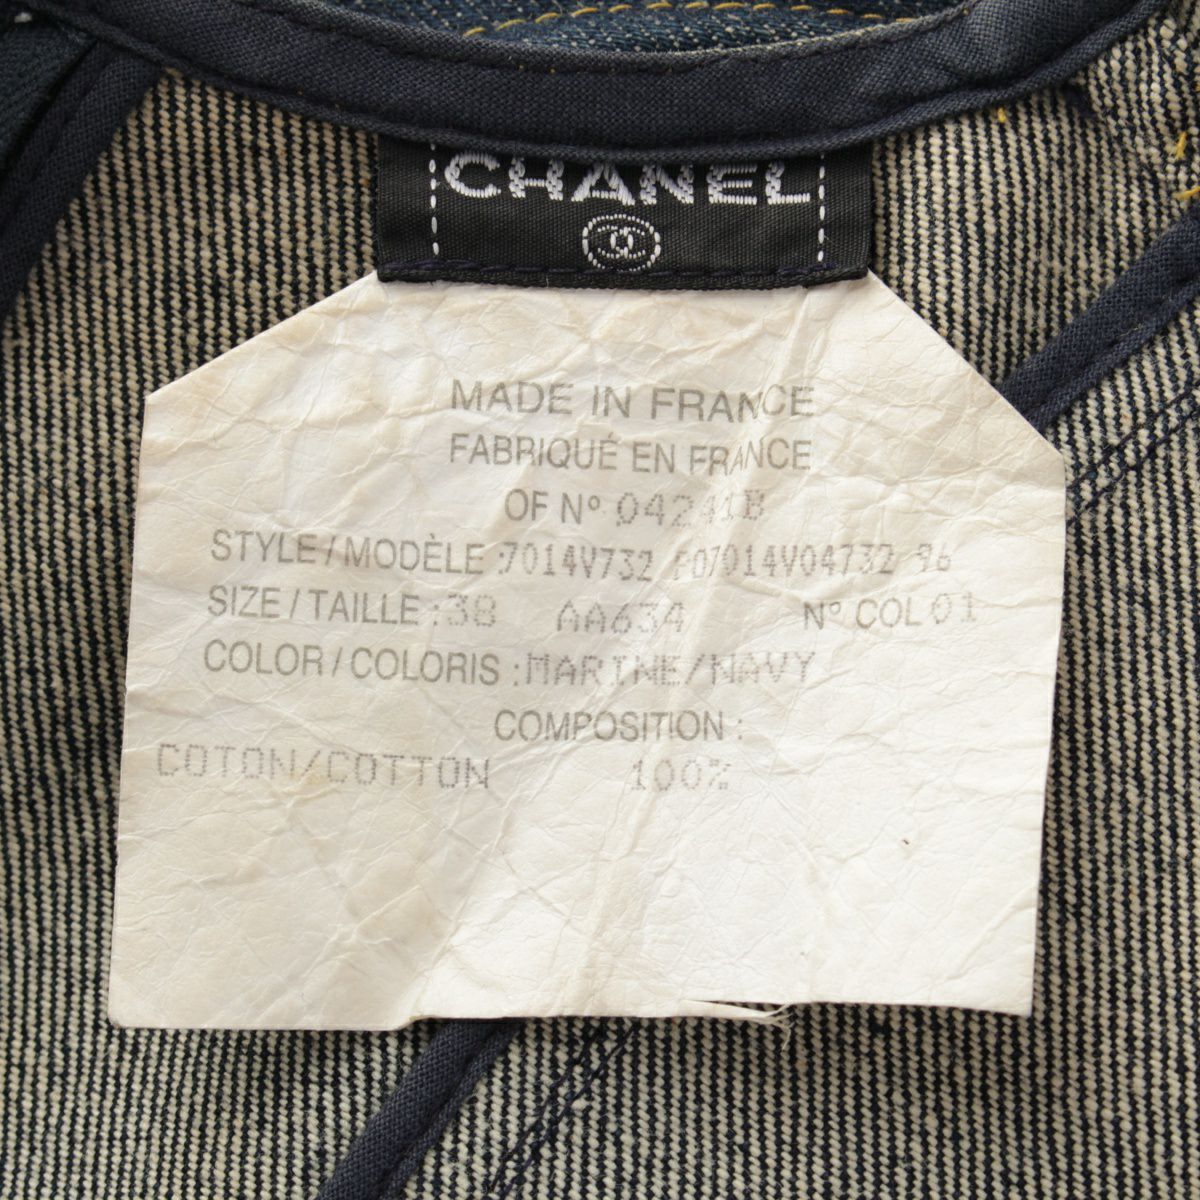 CHANEL
MADE IN FRANCE
FABRIQUÉ EN FRANCE
OF Nº 04241B
STYLE/MODÈLE :7014V732 P07014V04732 96
SIZE/TAILLE :38 AA634 Nº COL 01
COLOR/COLORIS :MARINE/NAVY
COMPOSITION :
COTON/COTTON 100%